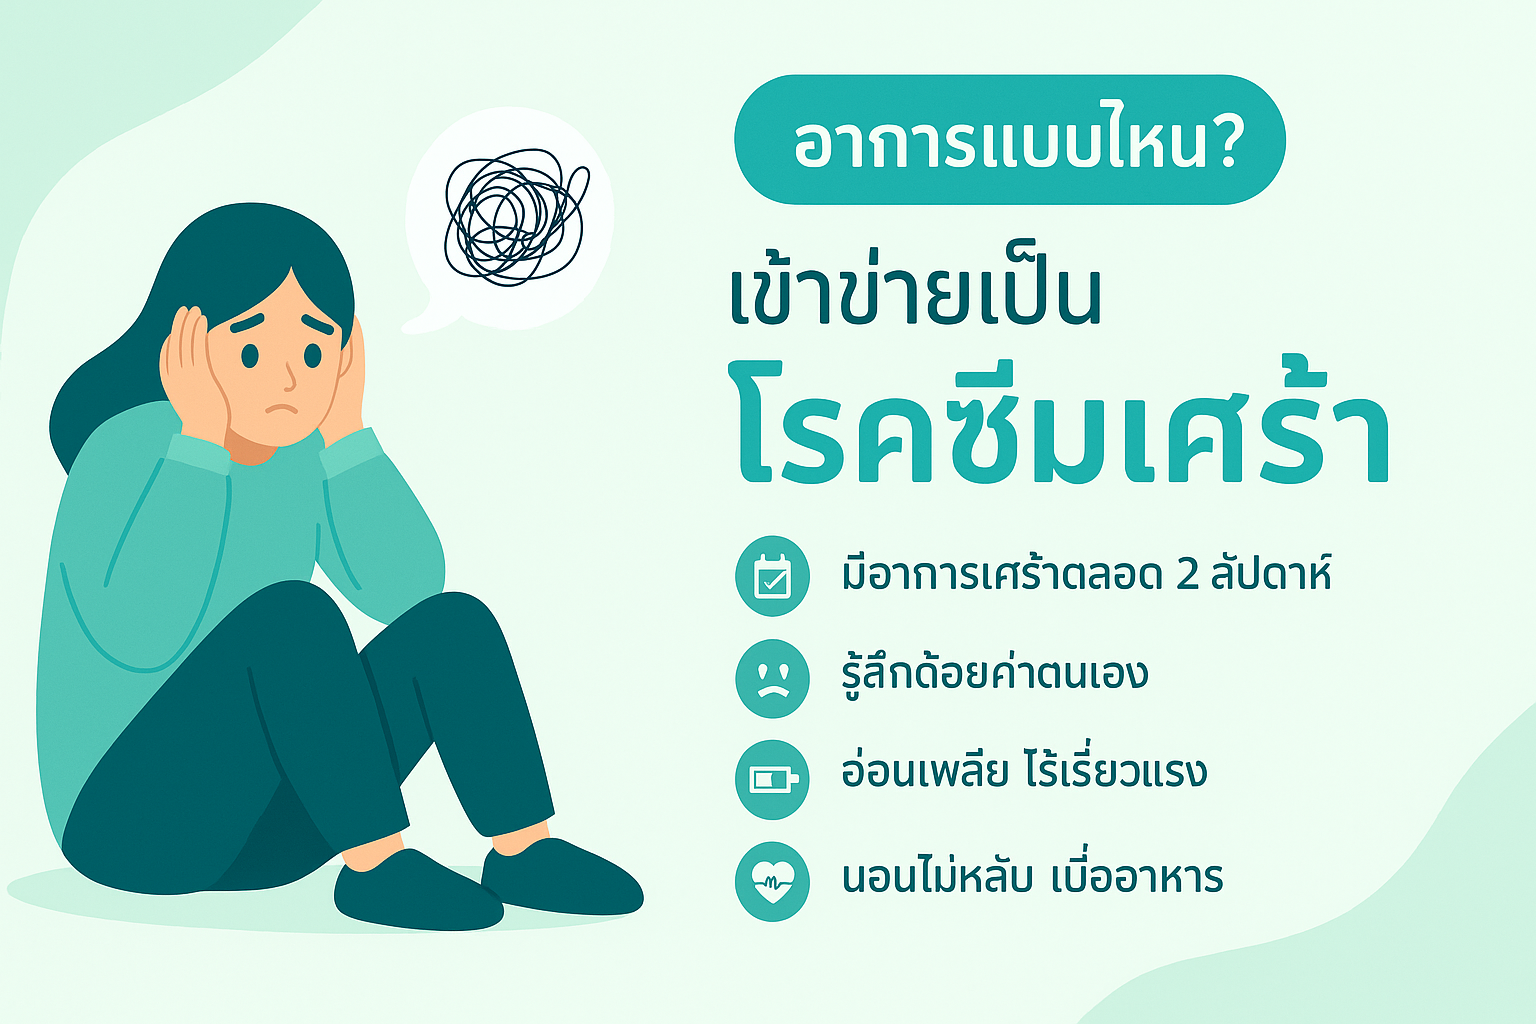 อาการแบบไหน?
เข้าข่ายเป็น
โรคซึมเศร้า
มีอาการเศร้าตลอด 2 ลัปดาห์
รู้สึกด้อยค่าตนเอง
อ่อนเพลีย ไร้เรี่ยวแรง
นอนไม่หลับ เบื่ออาหาร